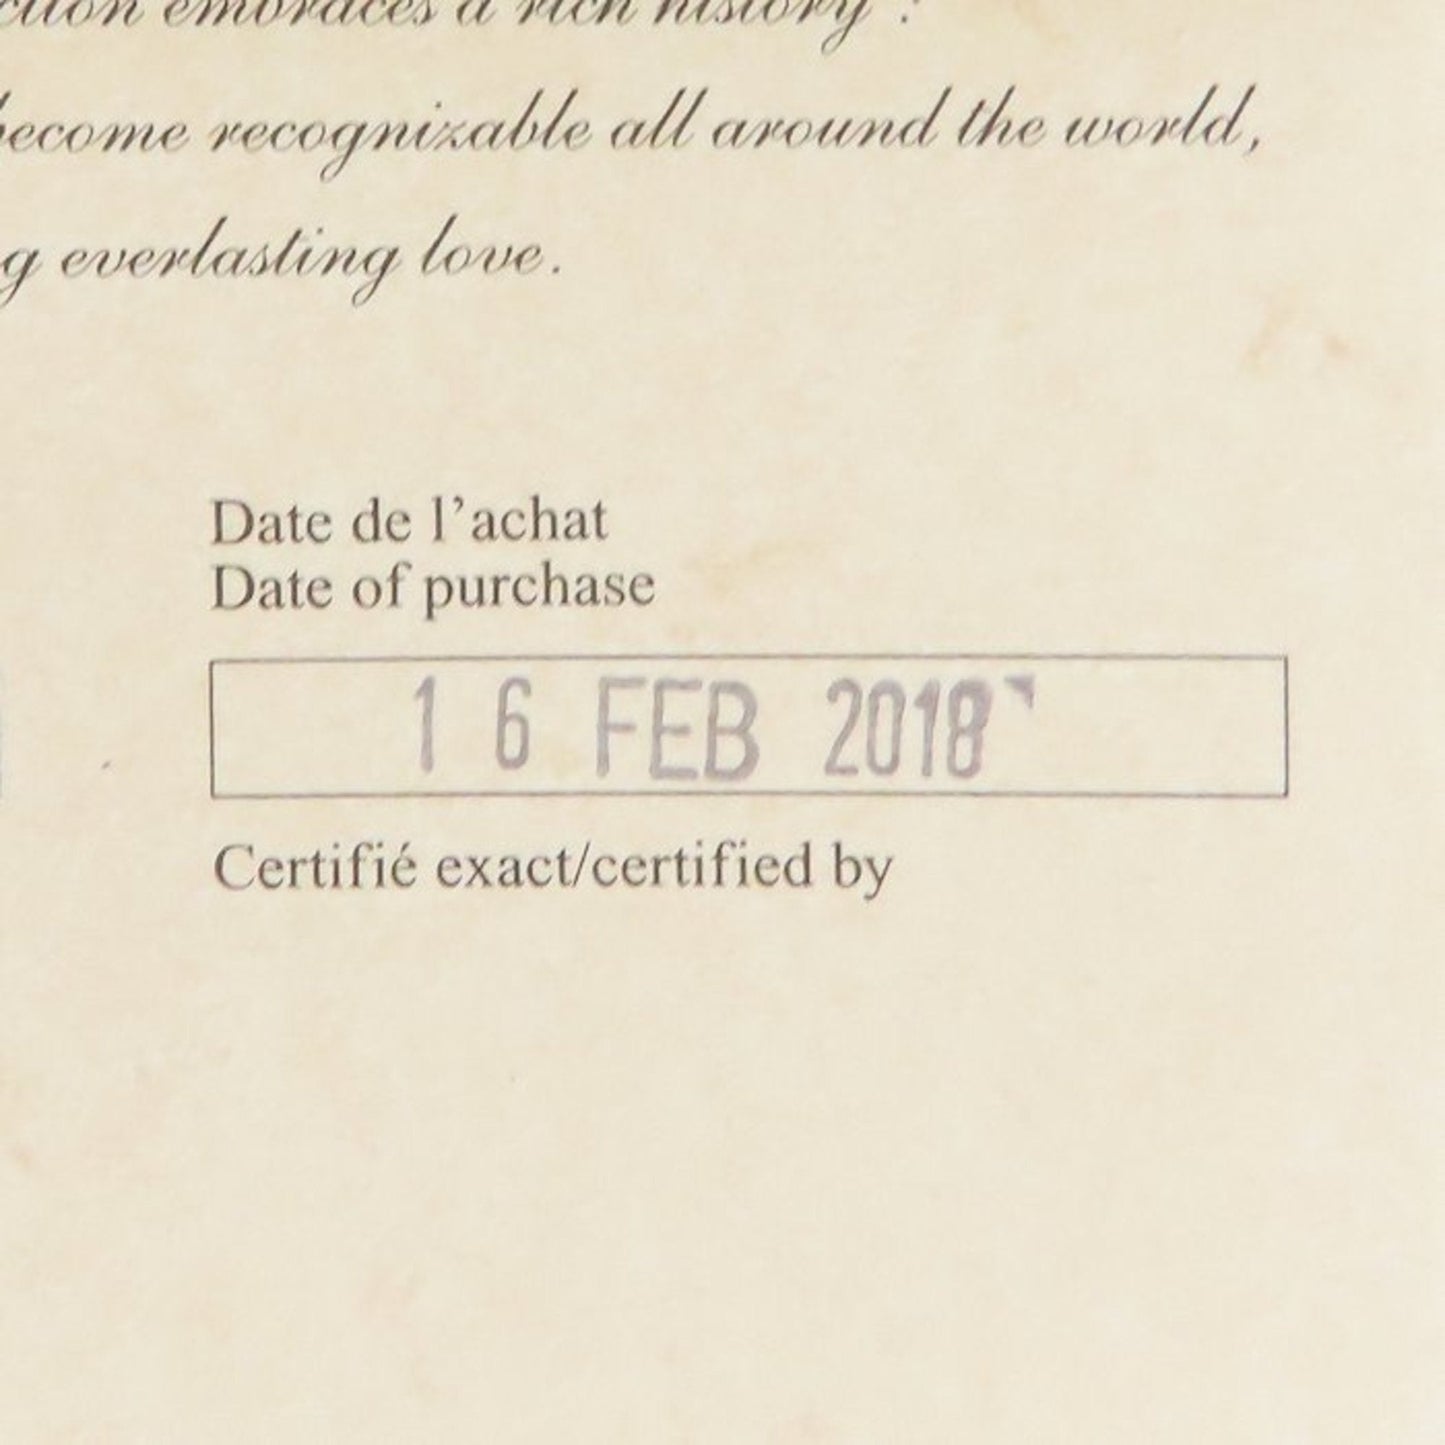 embraces a rich history :
become recognizable all around the world,
everlasting love.
Date de l'achat
Date of purchase
1 6 FEB 2018
Certifié exact/certified by